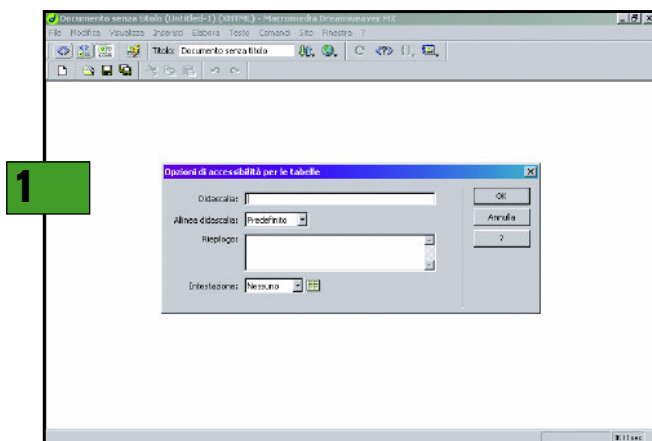 Documento senza titolo (Untitled-1) (XHTML) - Macromedia Dreamweaver MX
File Modifica Visualizza Inserisci Elabora Testo Comandi Sito Finestra ?
Titolo: Documento senza titolo
1
Opzioni di accessibilità per le tabelle
Didascalia:
OK
Allinea didascalia: Predefinito
Annulla
Riepilogo:
?
Intestazione: Nessuno